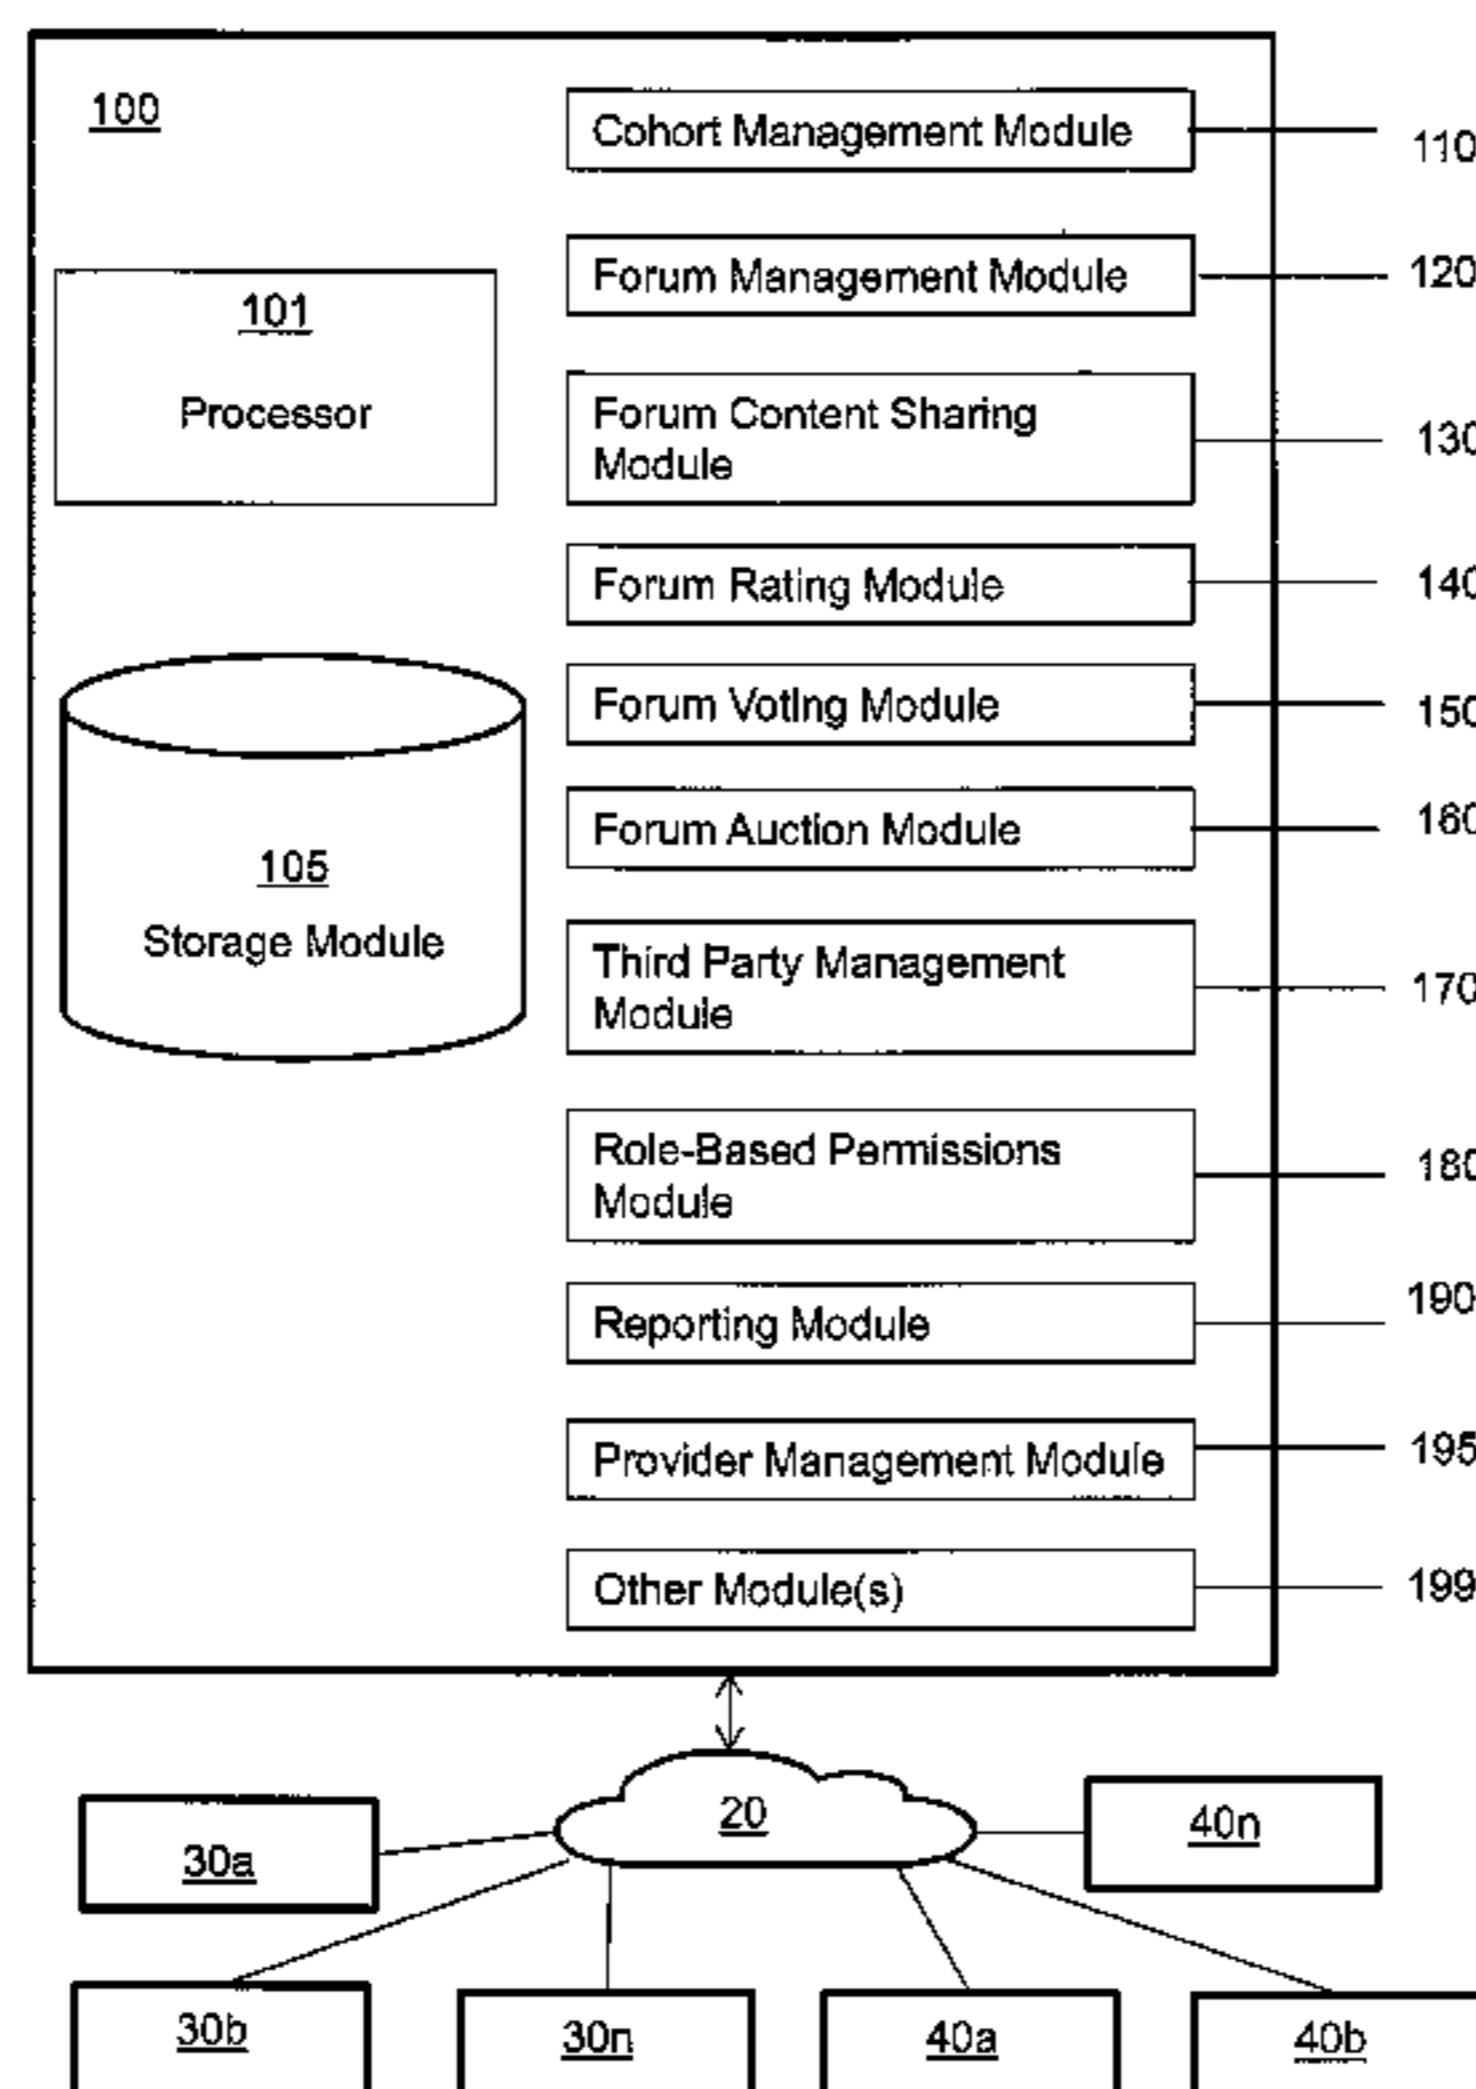 100
Cohort Management Module
110
Forum Management Module
120
101
Processor
Forum Content Sharing
Module
130
Forum Rating Module
140
Forum Voting Module
150
Forum Auction Module
160
105
Storage Module
Third Party Management
Module
170
Role-Based Permissions
Module
180
Reporting Module
190
Provider Management Module
195
Other Module(s)
199
20
40n
30a
30b
30n
40a
40b